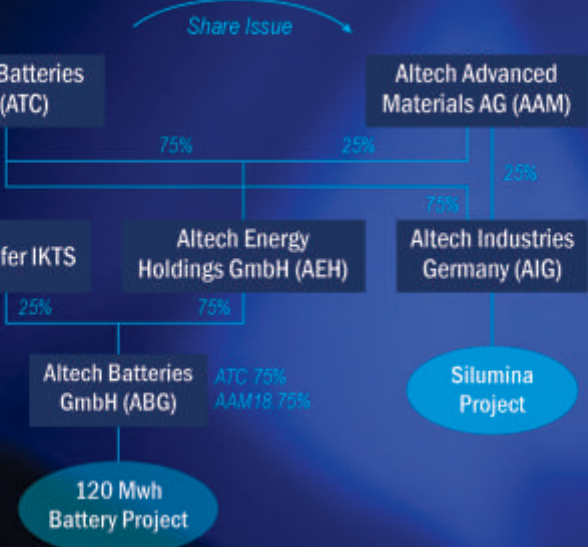 Share Issue
Batteries
(ATC)
Altech Advanced
Materials AG (AAM)
75%
25%
25%
75%
fer IKTS
Altech Energy
Holdings GmbH (AEH)
Altech Industries
Germany (AIG)
25%
75%
Altech Batteries
GmbH (ABG)
ATC 75%
AAM18.75%
Silumina
Project
120 Mwh
Battery Project